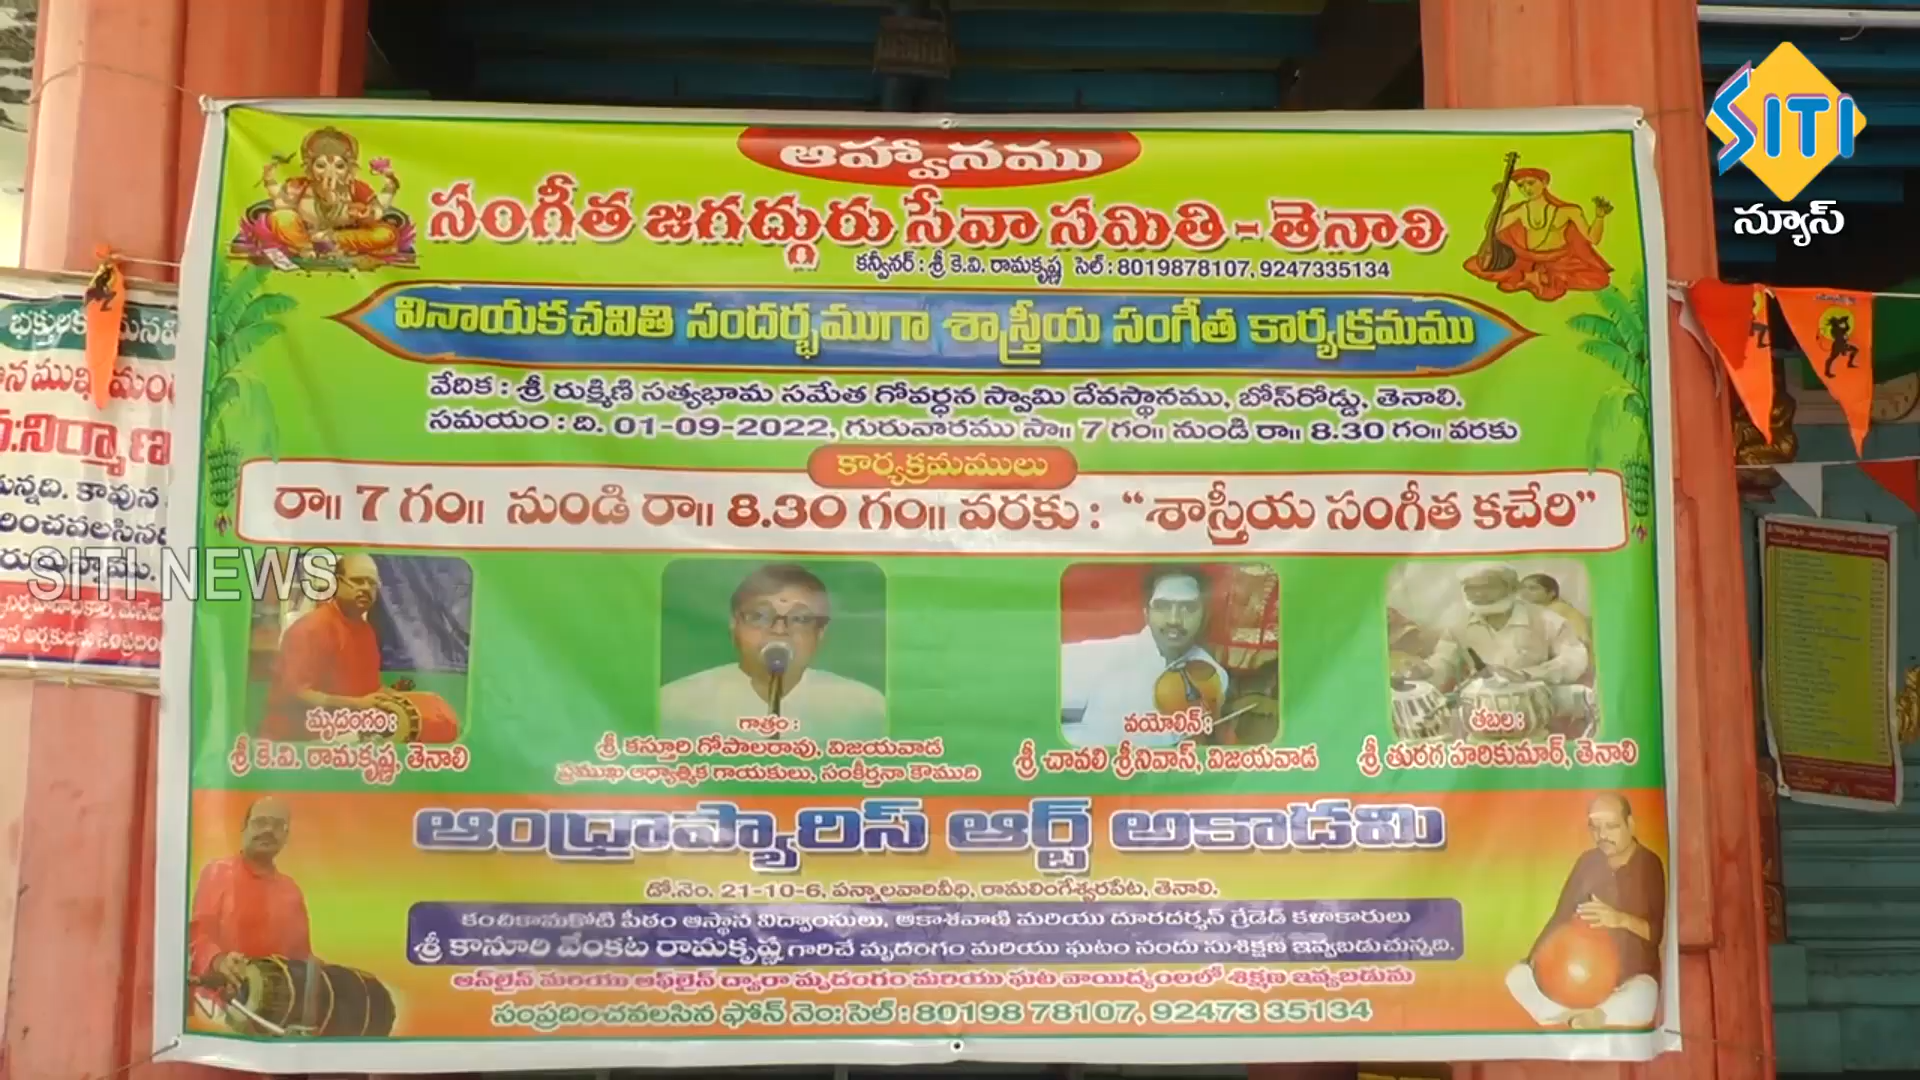 SITI
న్యూస్
ఆహ్వానము
సంగీత జగద్గురు సేవా సమితి - తెనాలి
కన్వీనర్ : శ్రీ కె.వి. రామకృష్ణ సెల్ : 8019878107, 9247335134
వినాయకచవితి సందర్భముగా శాస్త్రీయ సంగీత కార్యక్రమము
వేదిక : శ్రీ రుక్మిణి సత్యభామ సమేత గోవర్ధన స్వామి దేవస్థానము, బోస్‌రోడ్డు, తెనాలి.
సమయం : ది. 01-09-2022, గురువారము సా॥ 7 గం॥ నుండి రా॥ 8.30 గం॥ వరకు
కార్యక్రమములు
రా॥ 7 గం॥ నుండి రా॥ 8.30 గం॥ వరకు : “శాస్త్రీయ సంగీత కచేరి”
SITI NEWS
మృదంగం :
శ్రీ కె.వి. రామకృష్ణ, తెనాలి
గాత్రం :
శ్రీ కస్తూరి గోపాలరావు, విజయవాడ
ప్రముఖ ఆధ్యాత్మిక గాయకులు, సంకీర్తనా కౌముది
వయోలిన్ :
శ్రీ చావలి శ్రీనివాస్, విజయవాడ
తబల :
శ్రీ తురగ హరికుమార్, తెనాలి
ఆంధ్రాప్యారిస్ ఆర్ట్ అకాడమి
డో.నెం. 21-10-6, పన్నాలవారివీధి, రామలింగేశ్వరపేట, తెనాలి.
కంచికామకోటి పీఠం ఆస్థాన విద్వాంసులు, ఆకాశవాణి మరియు దూరదర్శన్ గ్రేడెడ్ కళాకారులు
శ్రీ కానూరి వేంకట రామకృష్ణ గారిచే మృదంగం మరియు ఘటం నందు సుశిక్షణ ఇవ్వబడుచున్నది.
ఆన్‌లైన్ మరియు ఆఫ్‌లైన్ ద్వారా మృదంగం మరియు ఘట వాయిద్యంలలో శిక్షణ ఇవ్వబడును
సంప్రదించవలసిన ఫోన్ నెం: సెల్ : 80198 78107, 92473 35134